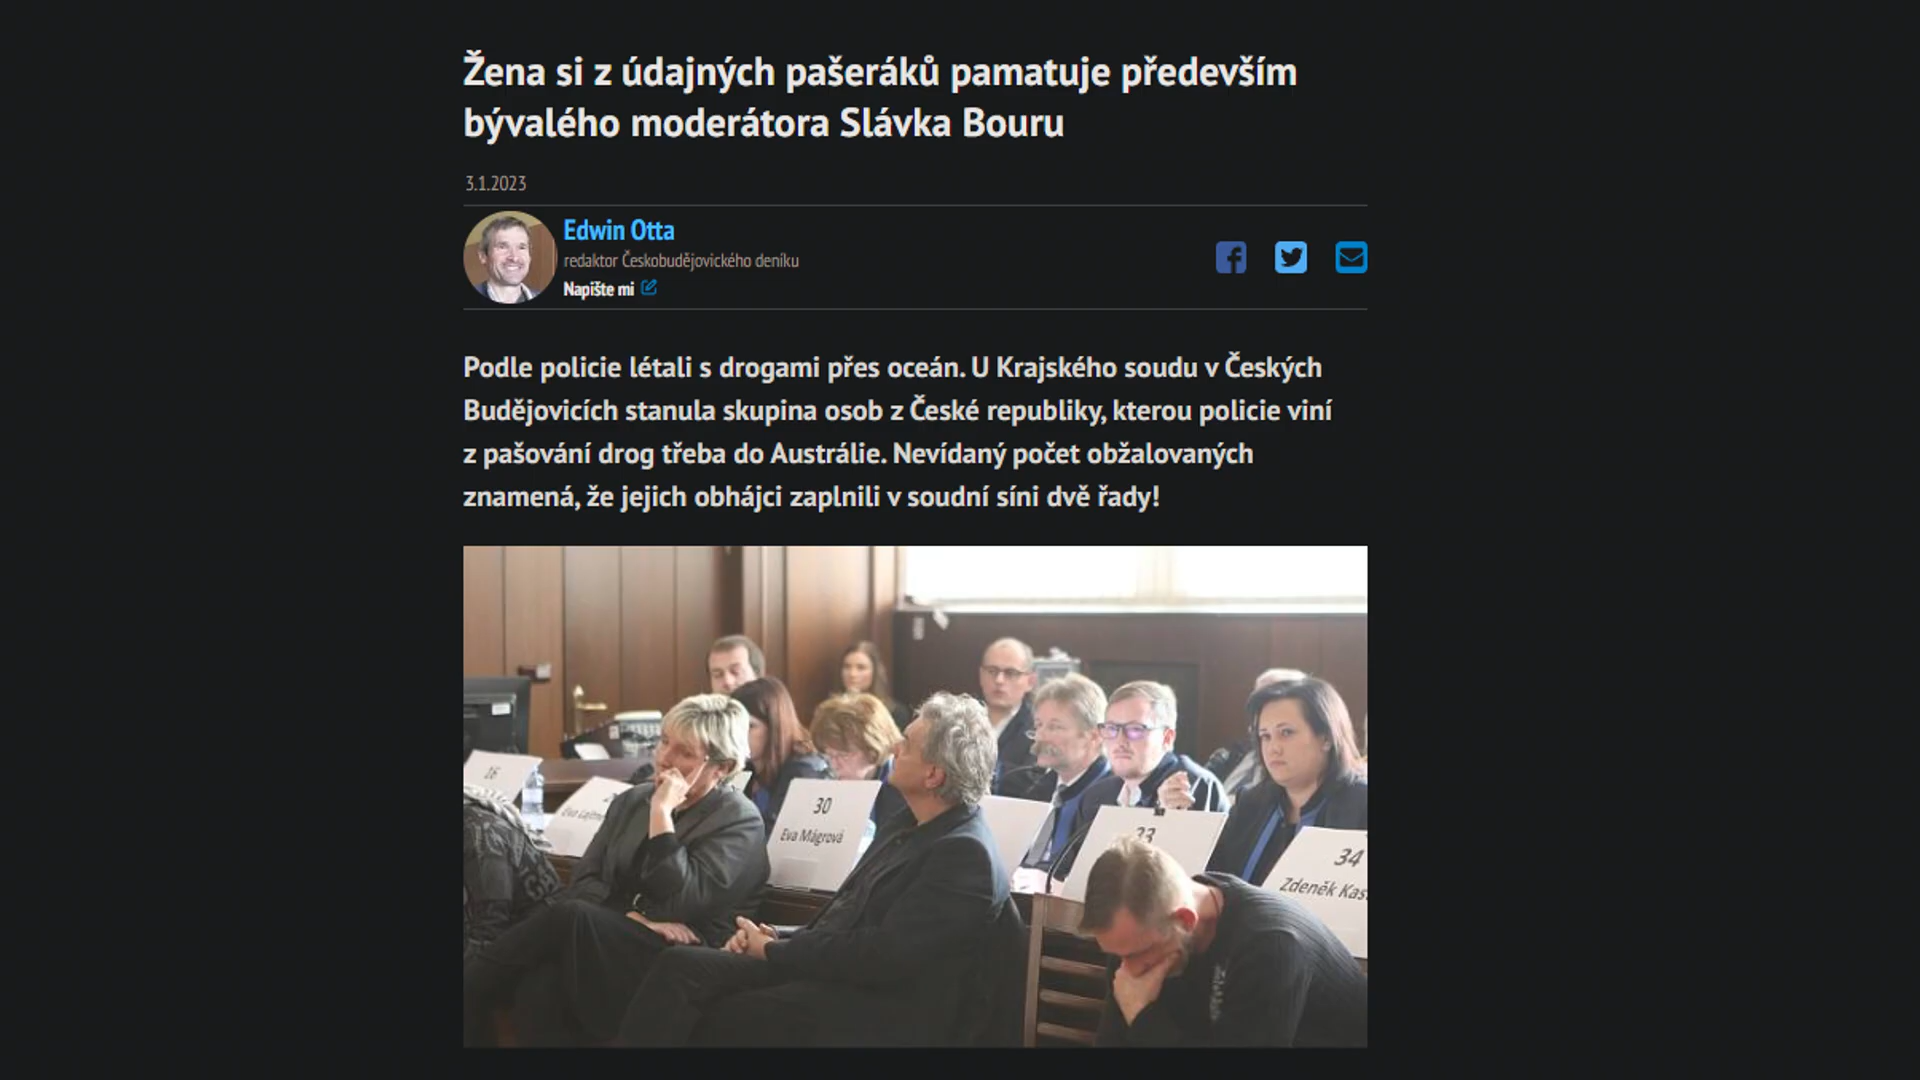 Žena si z údajných pašeráků pamatuje především
bývalého moderátora Slávka Bouru
3.1.2023
Edwin Otta
redaktor Českobudějovického deníku
Napište mi
Podle policie létali s drogami přes oceán. U Krajského soudu v Českých
Budějovicích stanula skupina osob z České republiky, kterou policie viní
z pašování drog třeba do Austrálie. Nevídaný počet obžalovaných
znamená, že jejich obhájci zaplnili v soudní síni dvě řady!
16
Eva
30
Eva Mágrová
33
34
Zdeněk